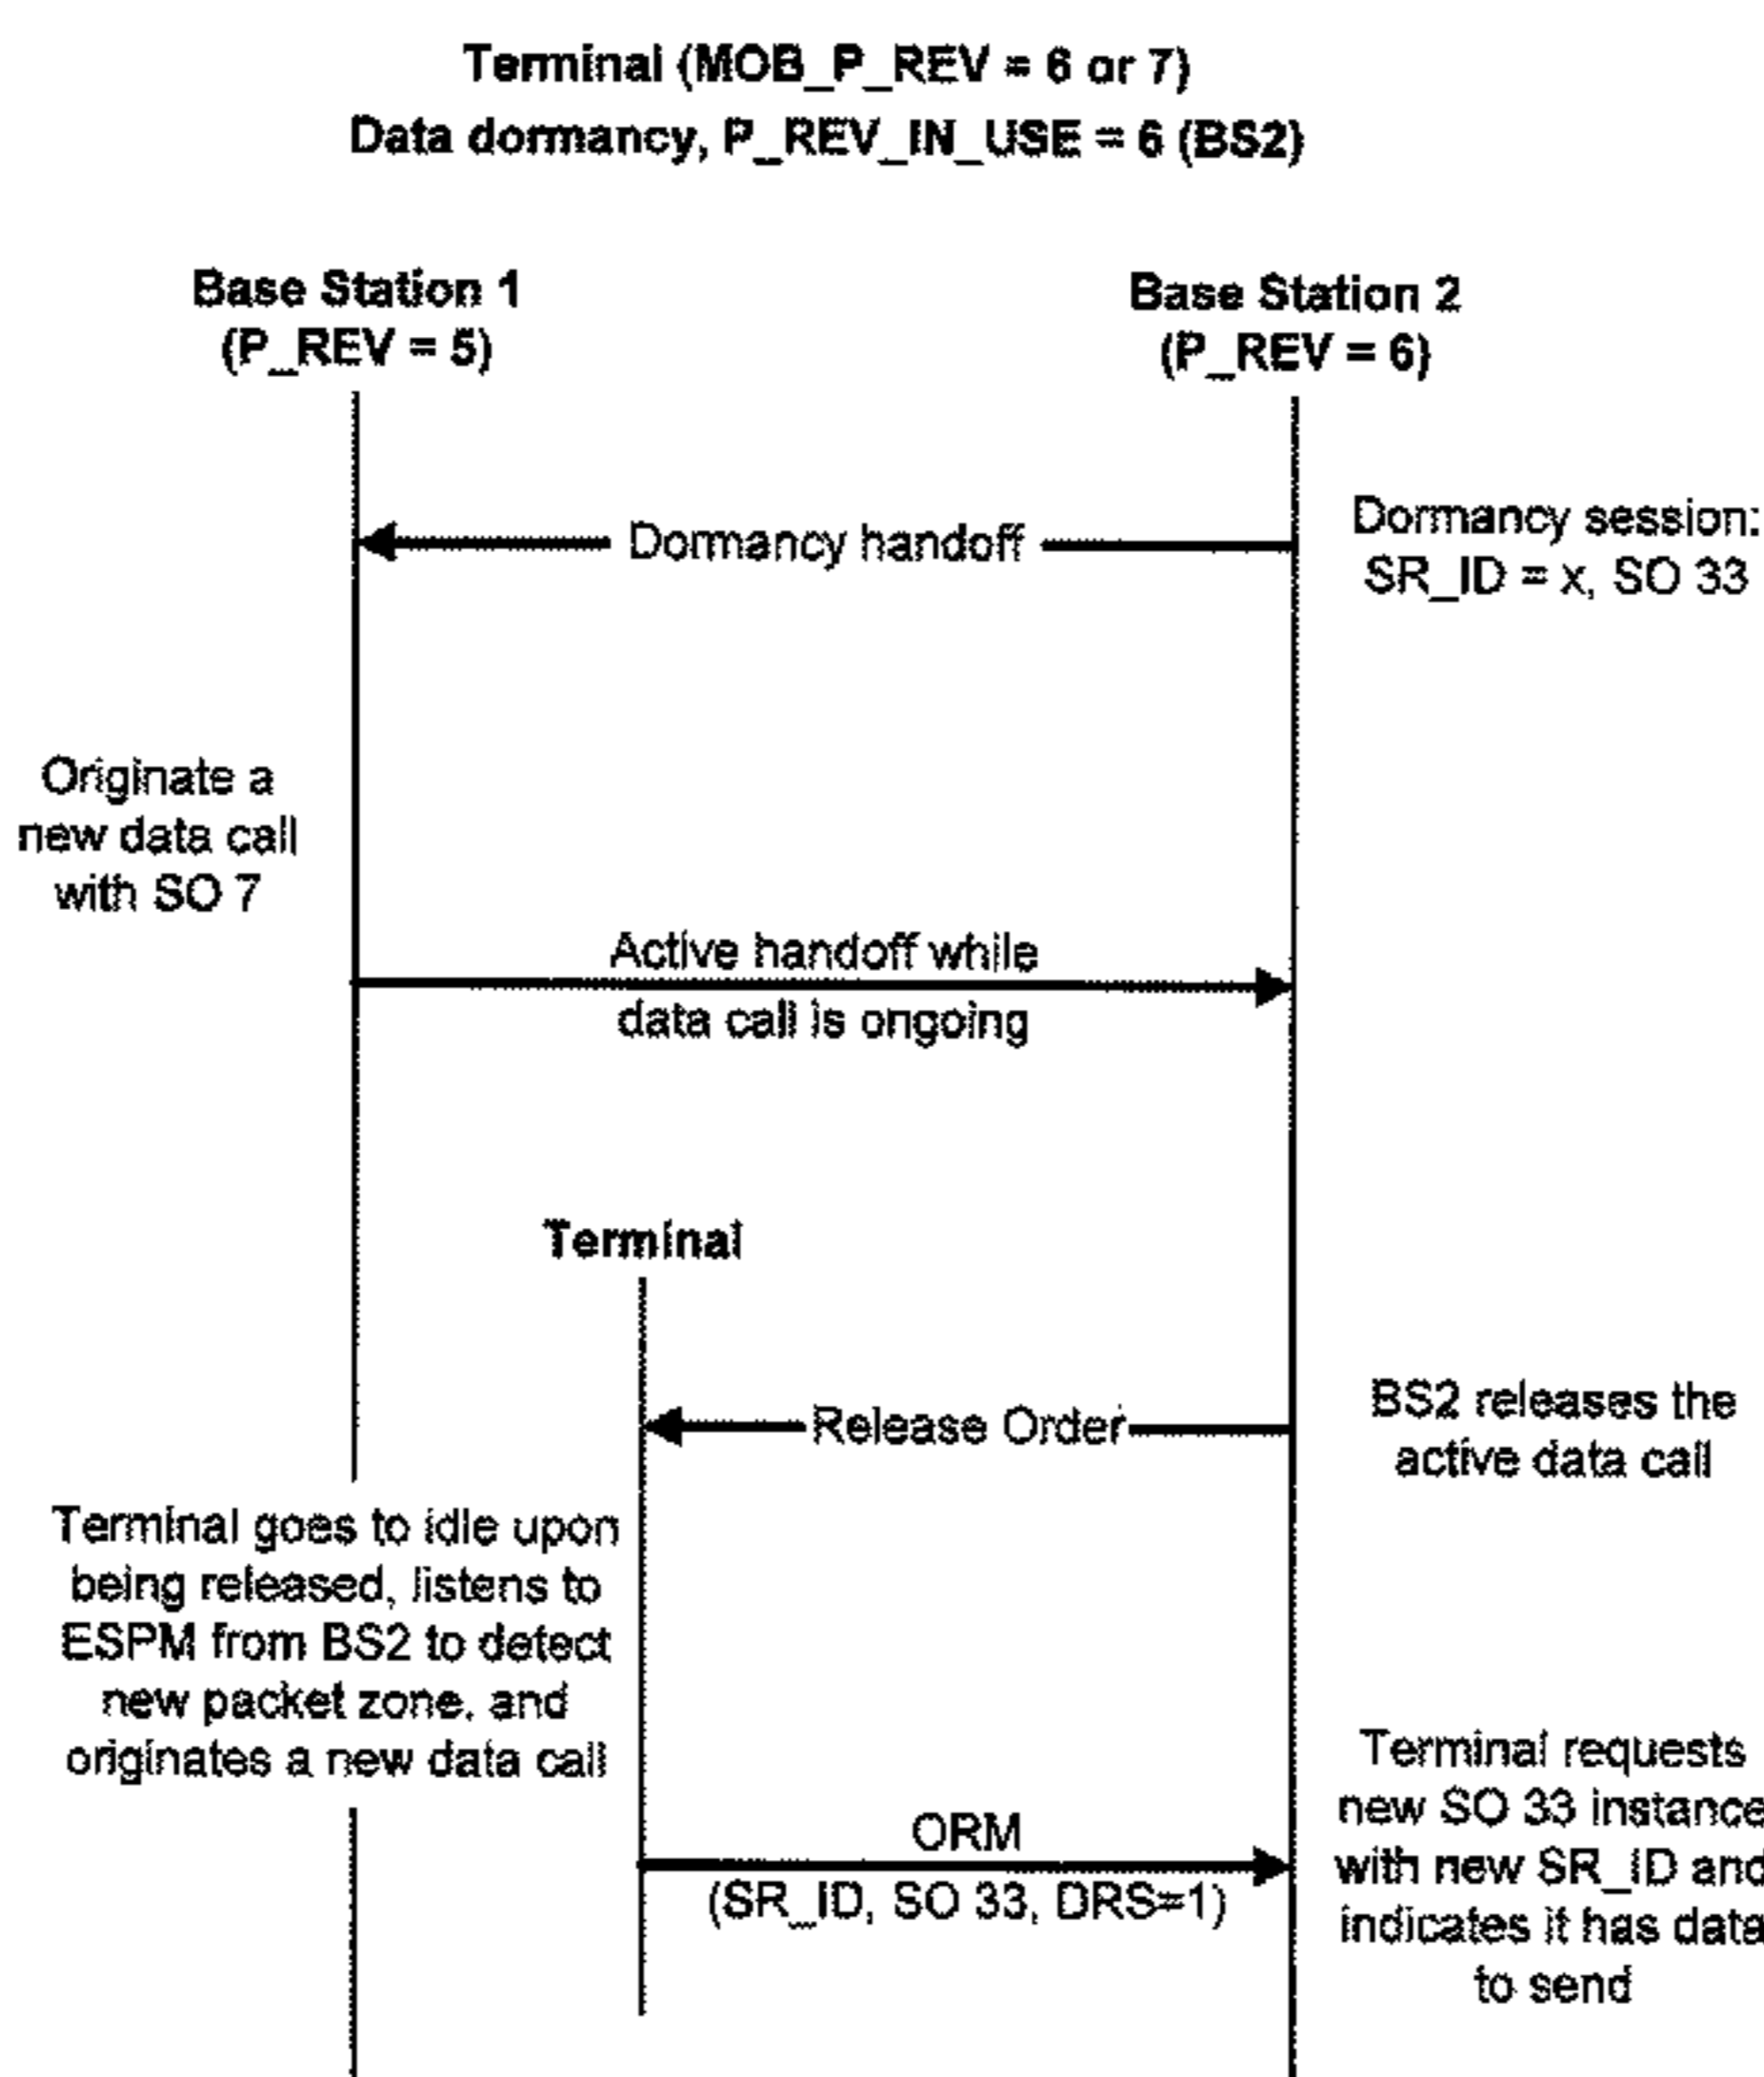 Terminal (MOB_P_REV = 6 or 7)
Data dormancy, P_REV_IN_USE = 6 (BS2)
Base Station 1
(P_REV = 5)
Base Station 2
(P_REV = 6)
Dormancy handoff
Dormancy session:
SR_ID = x, SO 33
Originate a
new data call
with SO 7
Active handoff while
data call is ongoing
Terminal
Release Order
BS2 releases the
active data call
Terminal goes to idle upon
being released, listens to
ESPM from BS2 to detect
new packet zone, and
originates a new data call
ORM
(SR_ID, SO 33, DRS=1)
Terminal requests
new SO 33 instance
with new SR_ID and
indicates it has data
to send